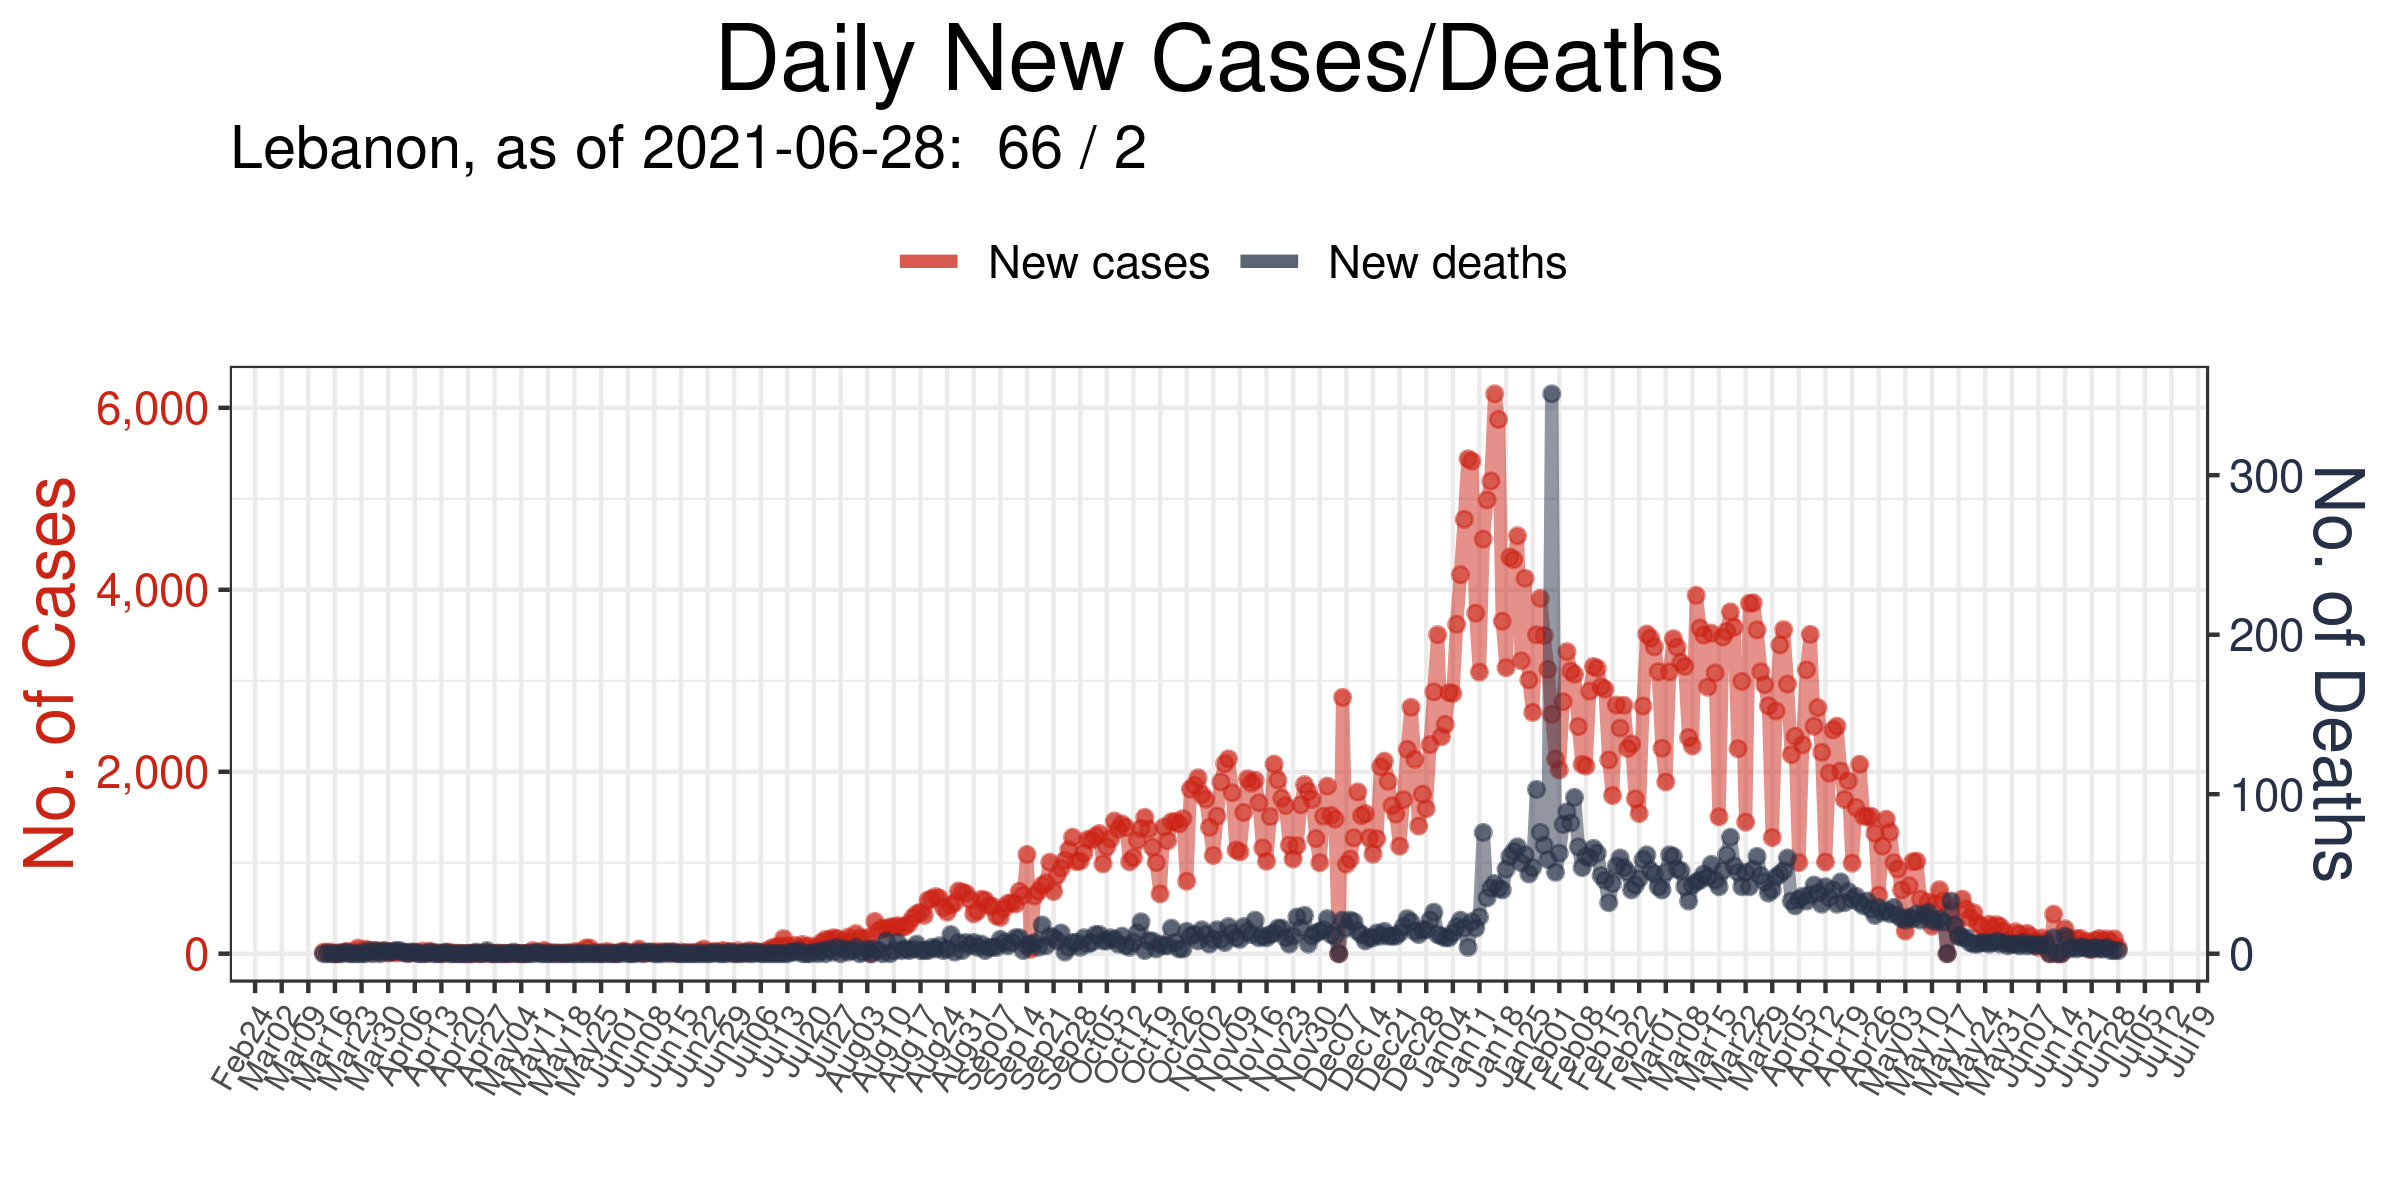 Daily New Cases/Deaths
Lebanon, as of 2021-06-28:  66 / 2
New cases
New deaths
No. of Cases
6,000
4,000
2,000
0
300
200
100
0
No. of Deaths
Feb24
Mar02
Mar09
Mar16
Mar23
Mar30
Apr06
Apr13
Apr20
Apr27
May04
May11
May18
May25
Jun01
Jun08
Jun15
Jun22
Jun29
Jul06
Jul13
Jul20
Jul27
Aug03
Aug10
Aug17
Aug24
Aug31
Sep07
Sep14
Sep21
Sep28
Oct05
Oct12
Oct19
Oct26
Nov02
Nov09
Nov16
Nov23
Nov30
Dec07
Dec14
Dec21
Dec28
Jan04
Jan11
Jan18
Jan25
Feb01
Feb08
Feb15
Feb22
Mar01
Mar08
Mar15
Mar22
Mar29
Apr05
Apr12
Apr19
Apr26
May03
May10
May17
May24
May31
Jun07
Jun14
Jun21
Jun28
Jul05
Jul12
Jul19